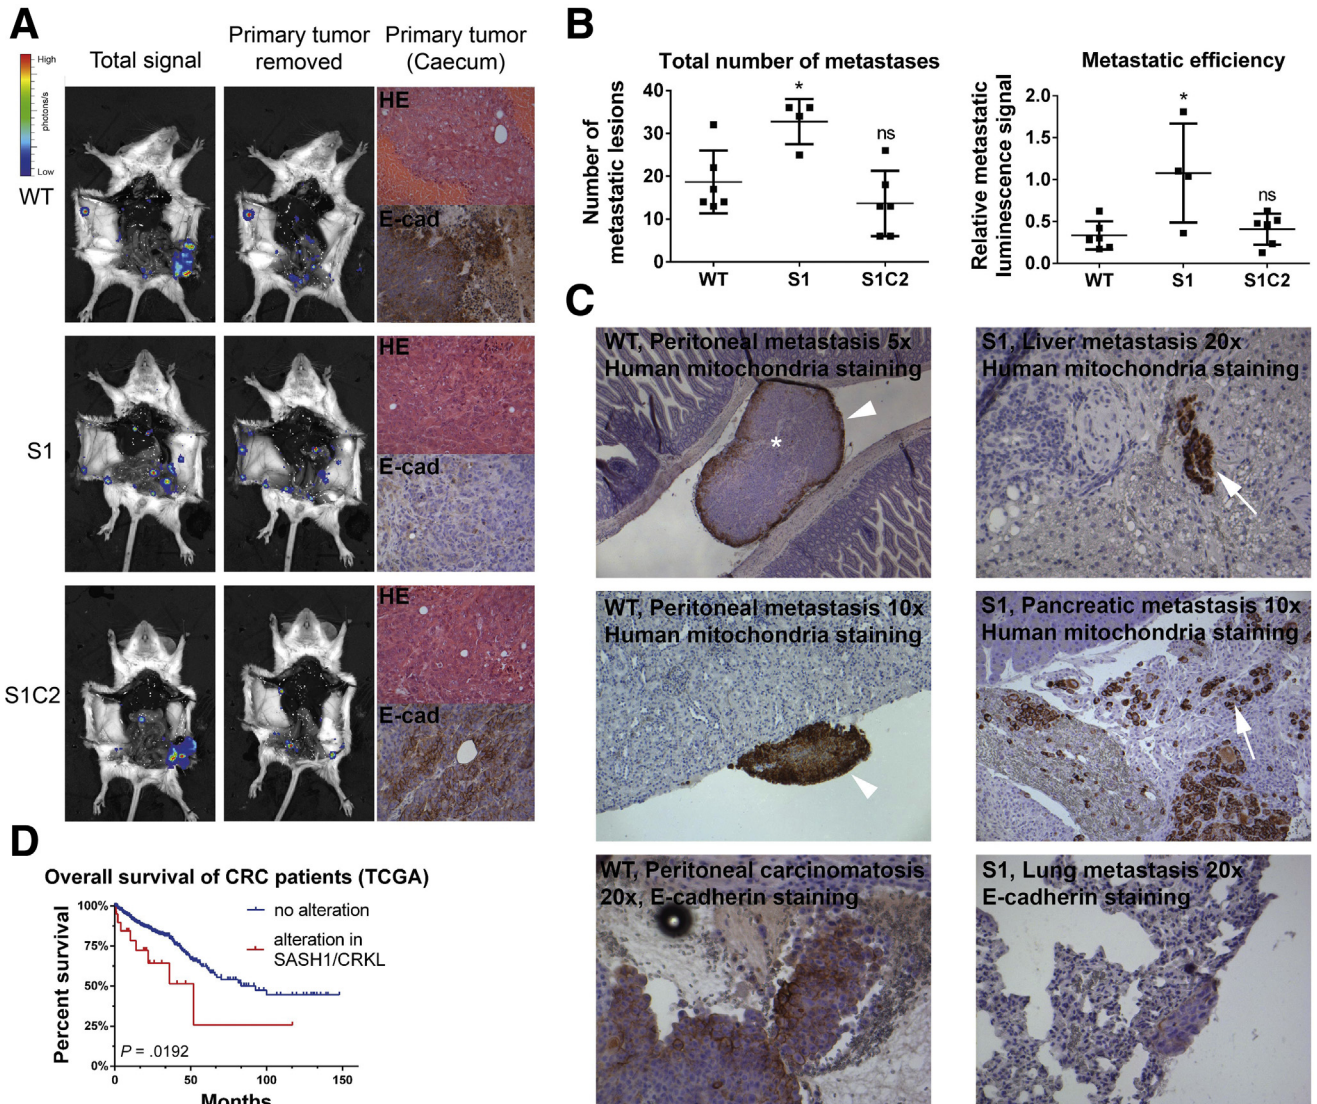 A
Total signal
Primary tumor
removed
Primary tumor
(Caecum)
High
photons/s
Low
WT
HE
E-cad
S1
HE
E-cad
S1C2
HE
E-cad
B
Total number of metastases
Number of
metastatic lesions
40
30
20
10
0
*
ns
WT
S1
S1C2
Metastatic efficiency
Relative metastatic
luminescence signal
2.0
1.5
1.0
0.5
0.0
*
ns
WT
S1
S1C2
C
WT, Peritoneal metastasis 5x
Human mitochondria staining
*
S1, Liver metastasis 20x
Human mitochondria staining
WT, Peritoneal metastasis 10x
Human mitochondria staining
S1, Pancreatic metastasis 10x
Human mitochondria staining
WT, Peritoneal carcinomatosis
20x, E-cadherin staining
S1, Lung metastasis 20x
E-cadherin staining
D
Overall survival of CRC patients (TCGA)
Percent survival
100%
75%
50%
25%
0%
no alteration
alteration in
SASH1/CRKL
P = .0192
0
50
100
150
Months